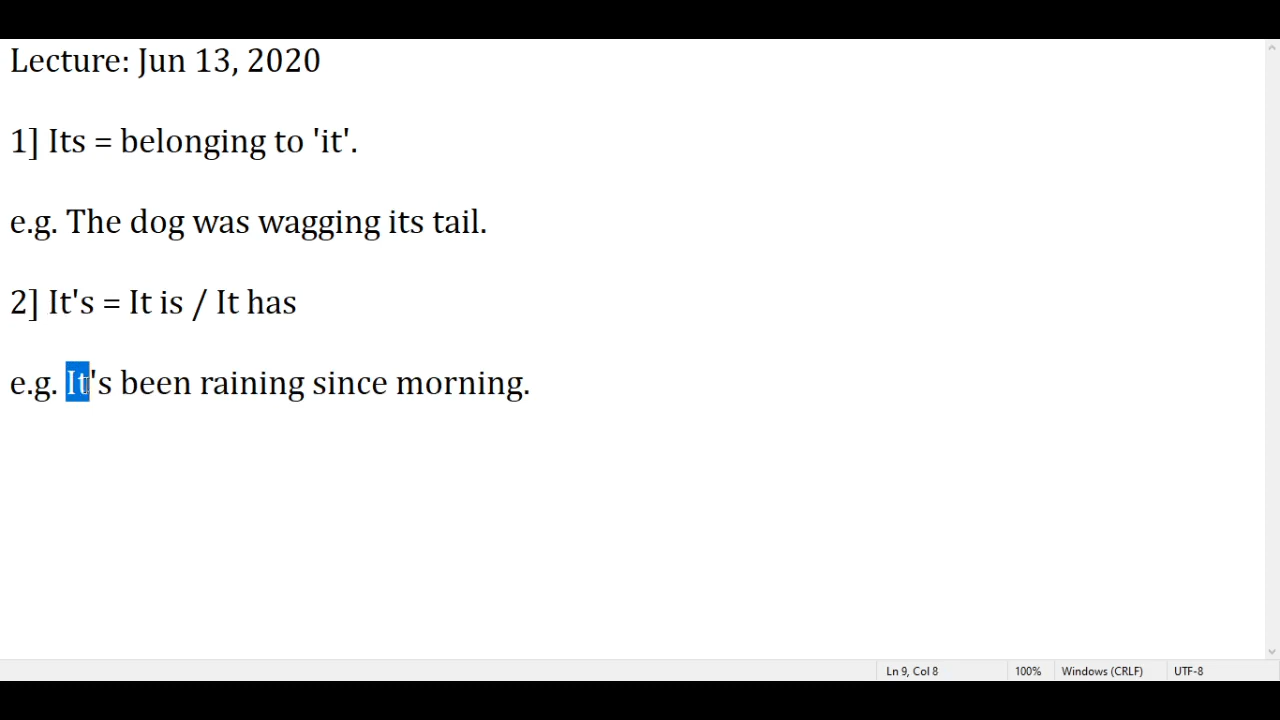 Lecture: Jun 13, 2020
1] Its = belonging to 'it'.
e.g. The dog was wagging its tail.
2] It's = It is / It has
e.g. It's been raining since morning.
Ln 9, Col 8 100% Windows (CRLF) UTF-8